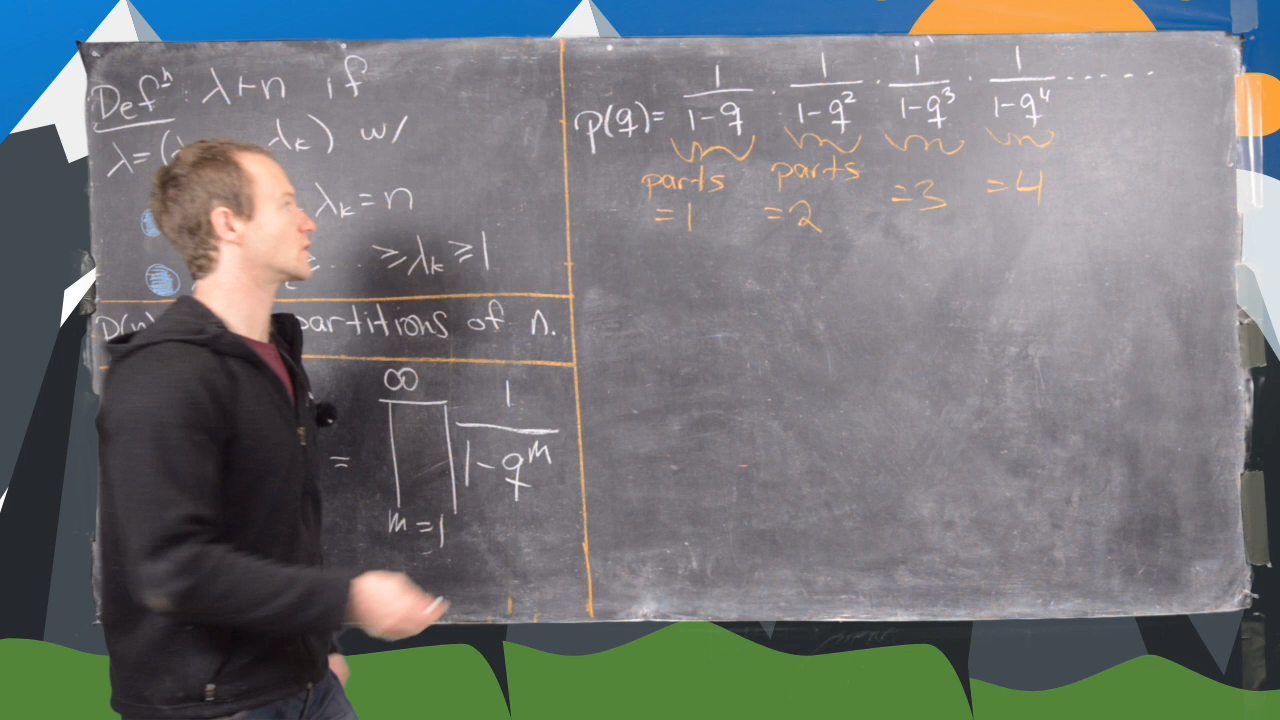 Defⁿ: λ⊢n if
λ=( λₖ) w/
λₖ=n
≥. . . ≥λₖ≥1
partitions of n.
= ∏_{m=1}^{∞} 1/(1-q^m)
p(q)= 1/(1-q) · 1/(1-q²) · 1/(1-q³) · 1/(1-q⁴) ......
parts =1 parts =2 =3 =4